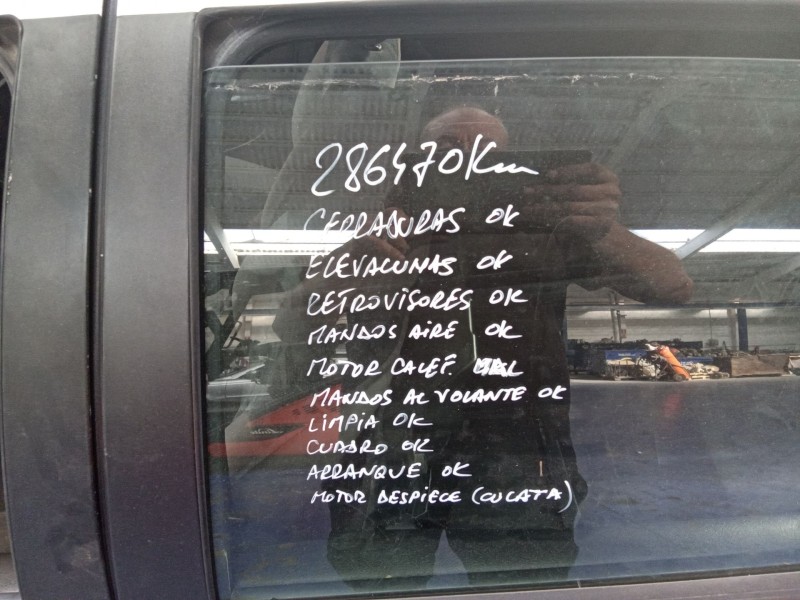 286470Km
CERRADURAS OK
ELEVALUNAS OK
RETROVISORES OK
MANDOS AIRE OK
MOTOR CALEF.
MANDOS AL VOLANTE OK
LIMPIA OK
CUADRO OK
ARRANQUE OK
MOTOR DESPIECE (CULATA)